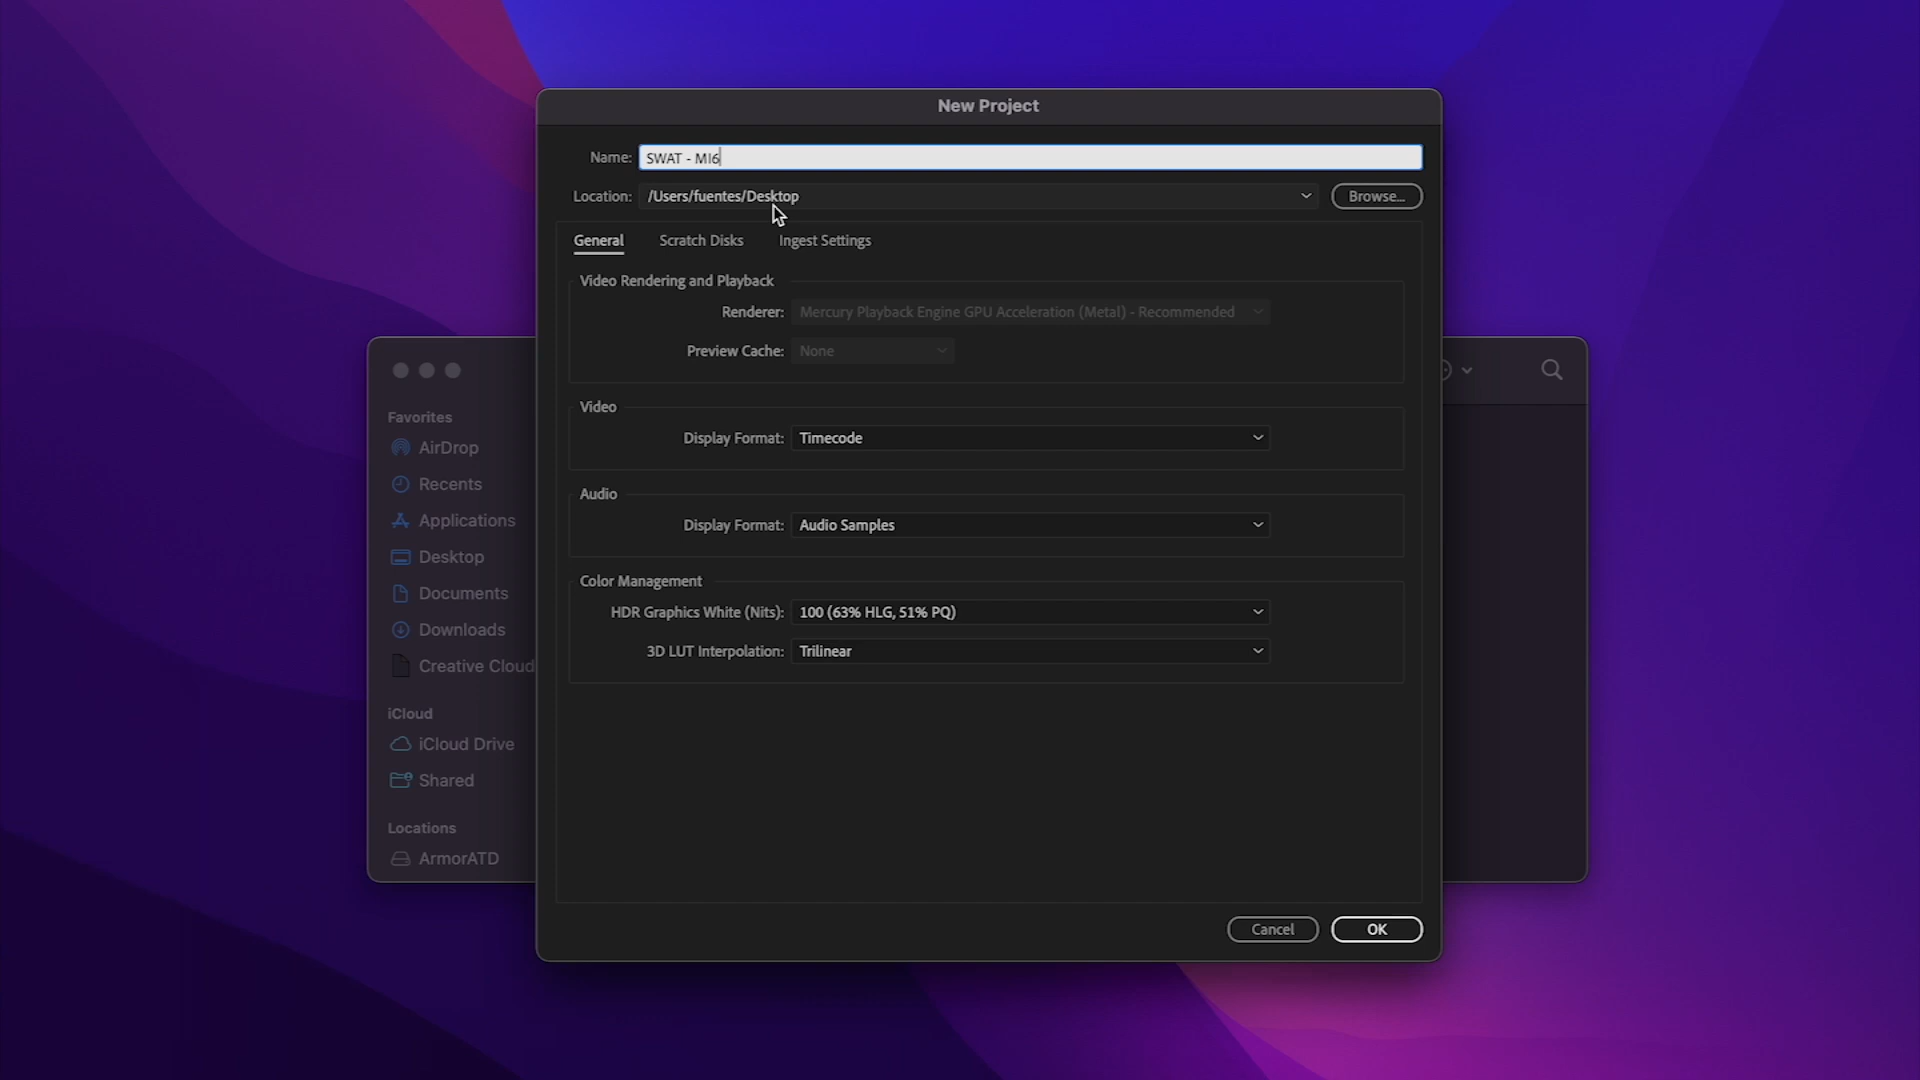 New Project
Name: SWAT - MI6
Location: /Users/fuentes/Desktop
Browse...
General Scratch Disks Ingest Settings
Video Rendering and Playback
Renderer: Mercury Playback Engine GPU Acceleration (Metal) - Recommended
Preview Cache: None
Video
Display Format: Timecode
Audio
Display Format: Audio Samples
Color Management
HDR Graphics White (Nits): 100 (63% HLG, 51% PQ)
3D LUT Interpolation: Trilinear
Cancel
OK
Favorites
AirDrop
Recents
Applications
Desktop
Documents
Downloads
Creative Cloud
iCloud
iCloud Drive
Shared
Locations
ArmorATD